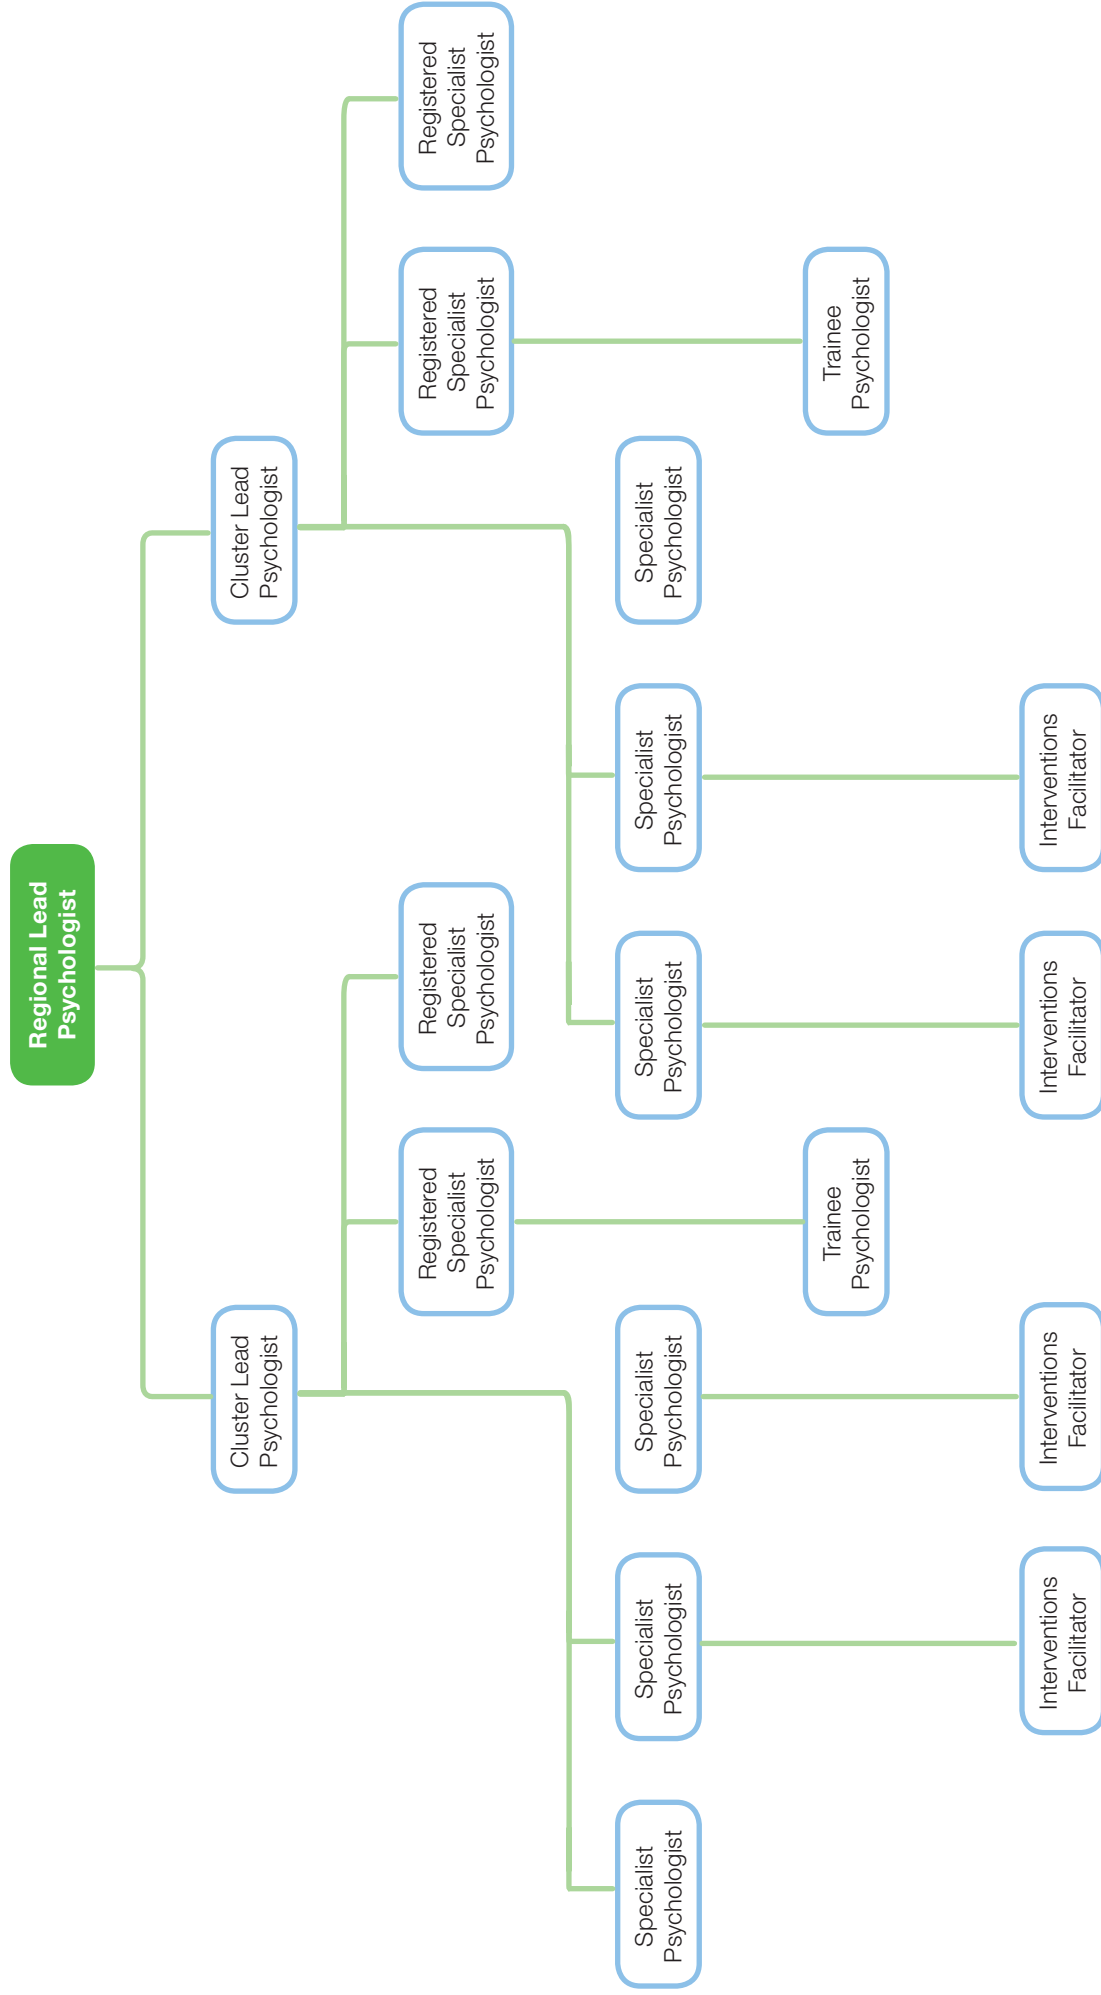 Regional Lead
Psychologist
Cluster Lead
Psychologist
Cluster Lead
Psychologist
Registered
Specialist
Psychologist
Registered
Specialist
Psychologist
Registered
Specialist
Psychologist
Registered
Specialist
Psychologist
Specialist
Psychologist
Specialist
Psychologist
Specialist
Psychologist
Specialist
Psychologist
Specialist
Psychologist
Specialist
Psychologist
Trainee
Psychologist
Trainee
Psychologist
Interventions
Facilitator
Interventions
Facilitator
Interventions
Facilitator
Interventions
Facilitator